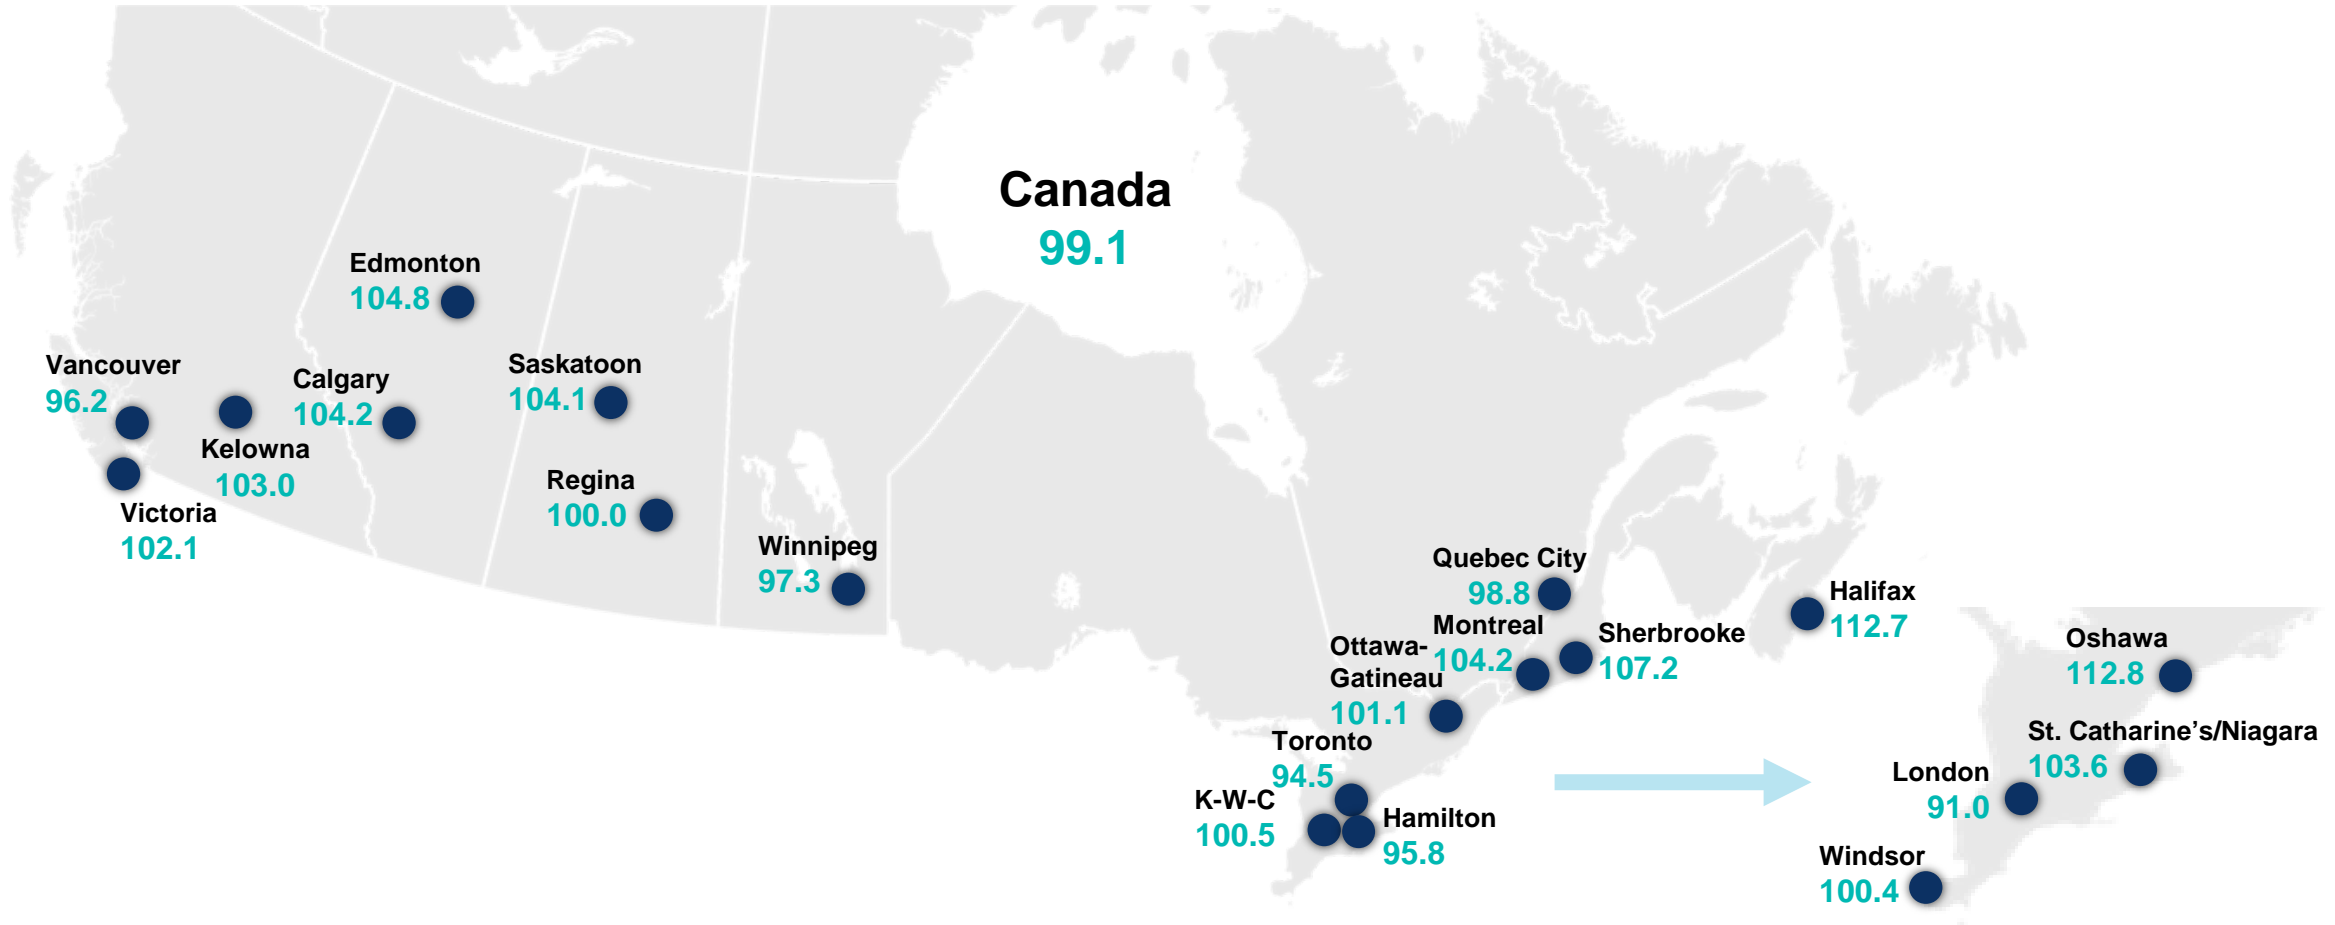 Canada
99.1
Edmonton
104.8
Vancouver
96.2
Calgary
104.2
Saskatoon
104.1
Kelowna
103.0
Regina
100.0
Victoria
102.1
Winnipeg
97.3
Quebec City
98.8
Montreal
104.2
Sherbrooke
107.2
Halifax
112.7
Ottawa-
Gatineau
101.1
Toronto
94.5
K-W-C
100.5
Hamilton
95.8
Oshawa
112.8
St. Catharine’s/Niagara
103.6
London
91.0
Windsor
100.4